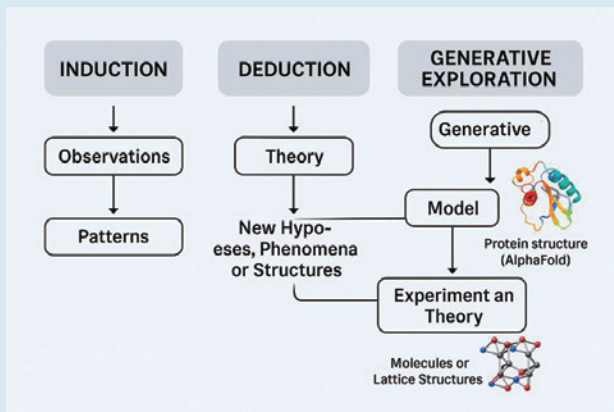 INDUCTION
Observations
Patterns
DEDUCTION
Theory
New Hypo-
eses, Phenomena
or Structures
GENERATIVE
EXPLORATION
Generative
Model
Protein structure
(AlphaFold)
Experiment an
Theory
Molecules or
Lattice Structures